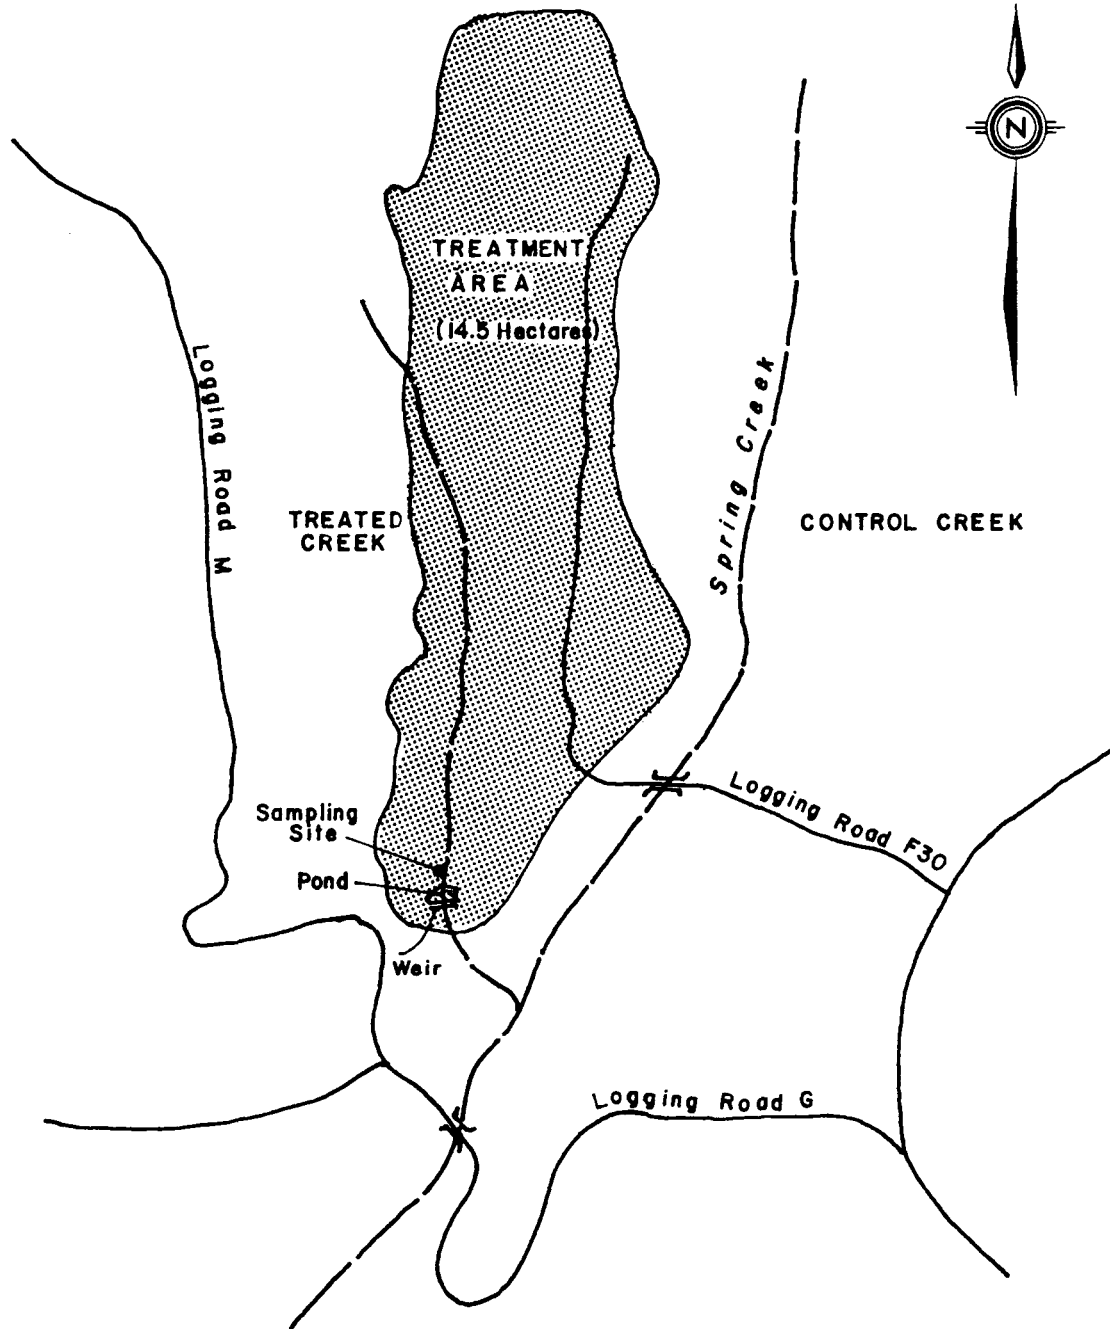 N
TREATMENT
AREA
(14.5 Hectares)
Logging Road M
Spring Creek
TREATED
CREEK
CONTROL CREEK
Logging Road F30
Sampling
Site
Pond
Weir
Logging Road G